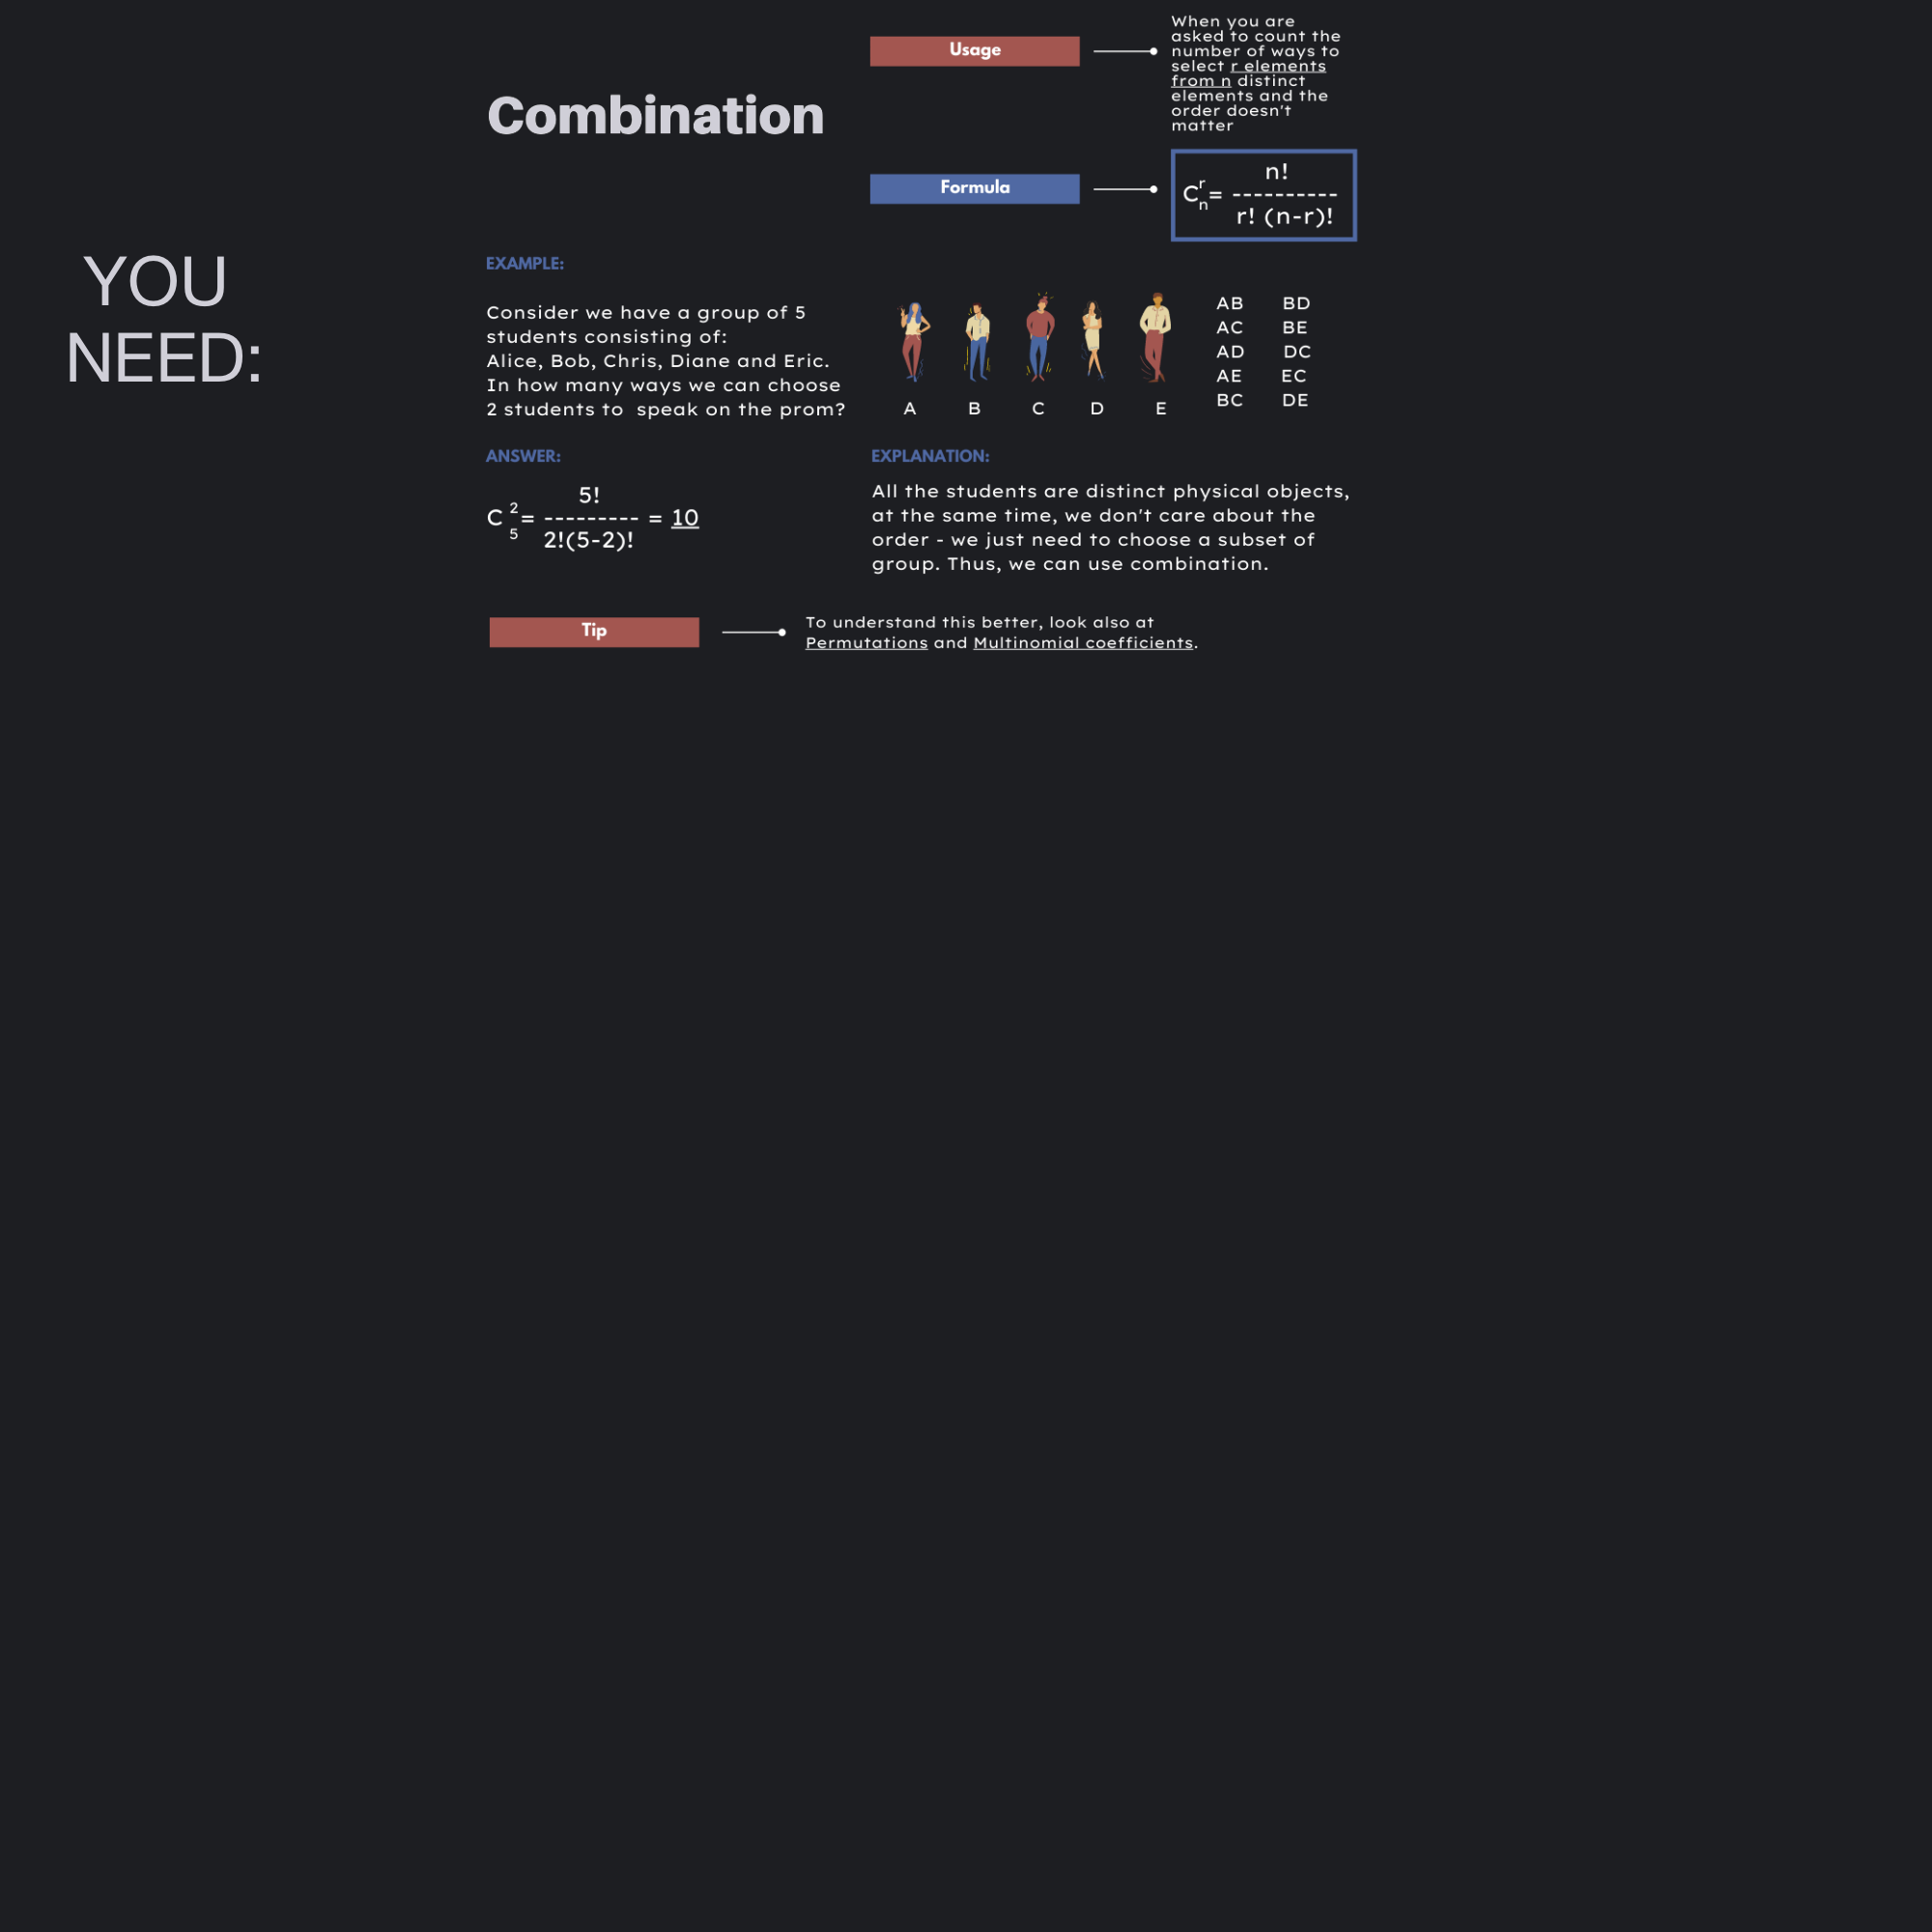 Usage
When you are
asked to count the
number of ways to
select r elements
from n distinct
elements and the
order doesn't
matter
Combination
Formula
n!
C r n = ----------
r! (n-r)!
YOU
NEED:
EXAMPLE:
Consider we have a group of 5
students consisting of:
Alice, Bob, Chris, Diane and Eric.
In how many ways we can choose
2 students to speak on the prom?
A B C D E
AB BD
AC BE
AD DC
AE EC
BC DE
ANSWER:
5!
C 2 5 = --------- = 10
2!(5-2)!
EXPLANATION:
All the students are distinct physical objects,
at the same time, we don't care about the
order - we just need to choose a subset of
group. Thus, we can use combination.
Tip
To understand this better, look also at
Permutations and Multinomial coefficients.